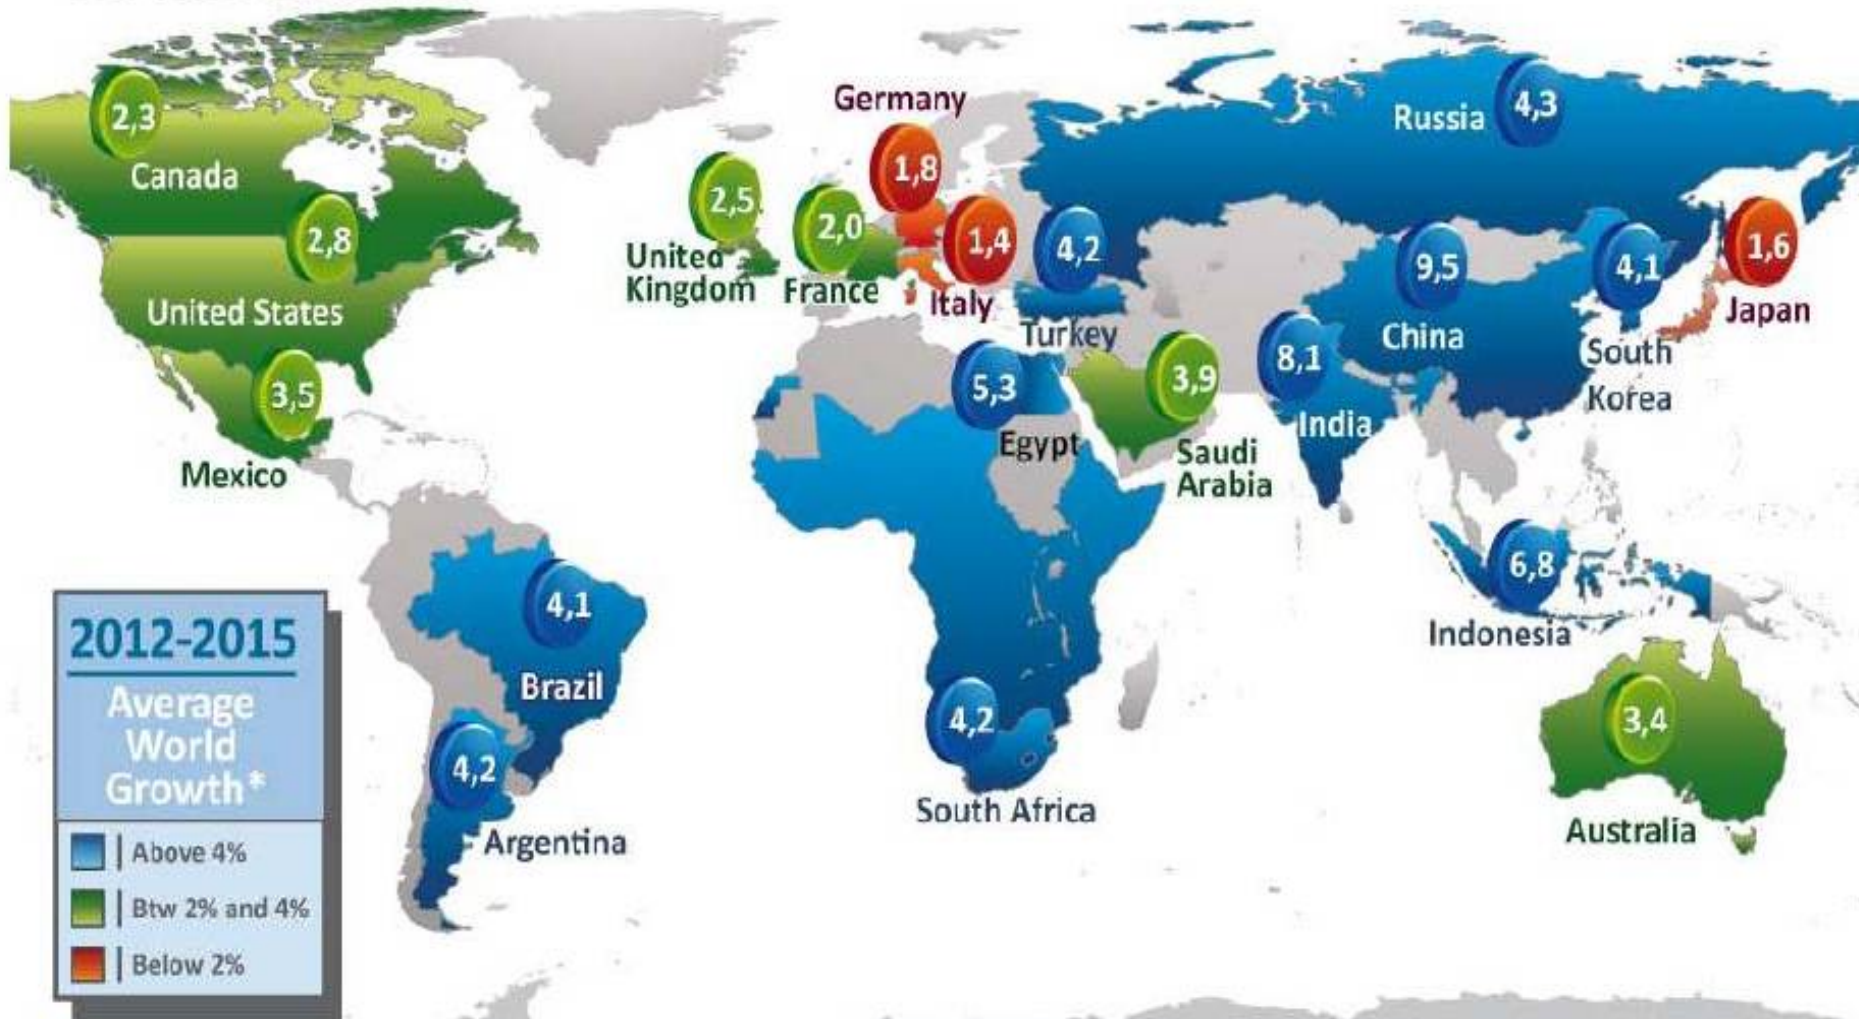 2,3
Canada
2,8
United States
3,5
Mexico
2,5
United
Kingdom
2,0
France
Germany
1,8
1,4
Italy
4,2
Turkey
Russia
4,3
9,5
China
4,1
South
Korea
1,6
Japan
5,3
Egypt
3,9
Saudi
Arabia
8,1
India
6,8
Indonesia
4,1
Brazil
4,2
Argentina
4,2
South Africa
3,4
Australia
2012-2015
Average
World
Growth*
Above 4%
Btw 2% and 4%
Below 2%